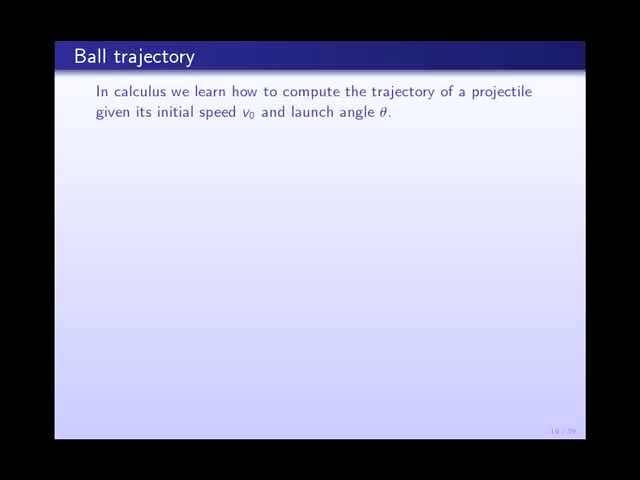 Ball trajectory
In calculus we learn how to compute the trajectory of a projectile
given its initial speed v₀ and launch angle θ.